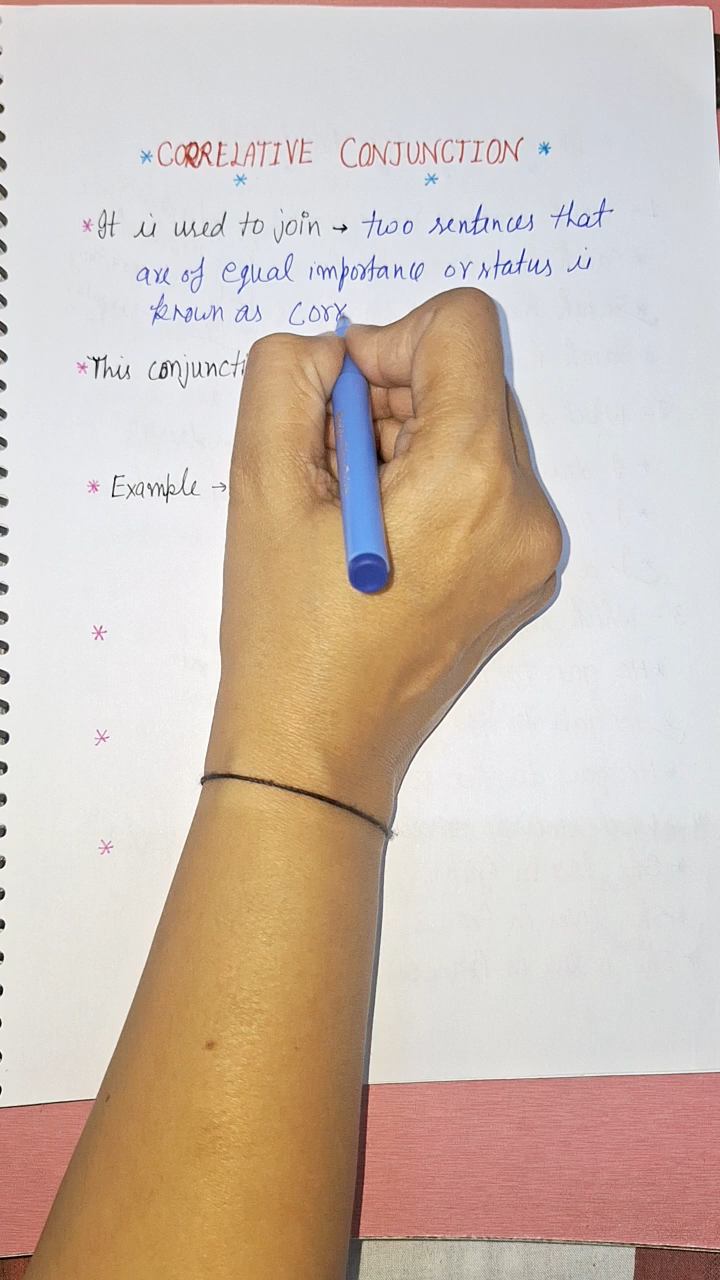 *CORRELATIVE CONJUNCTION *
* *
*It is used to join → two sentences that
are of equal importance or status is
known as Corr
*This conjuncti
* Example →
*
*
*